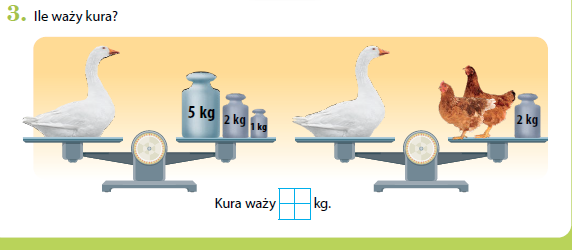 3. Ile waży kura?
5 kg 2 kg 1 kg 2 kg
Kura waży kg.